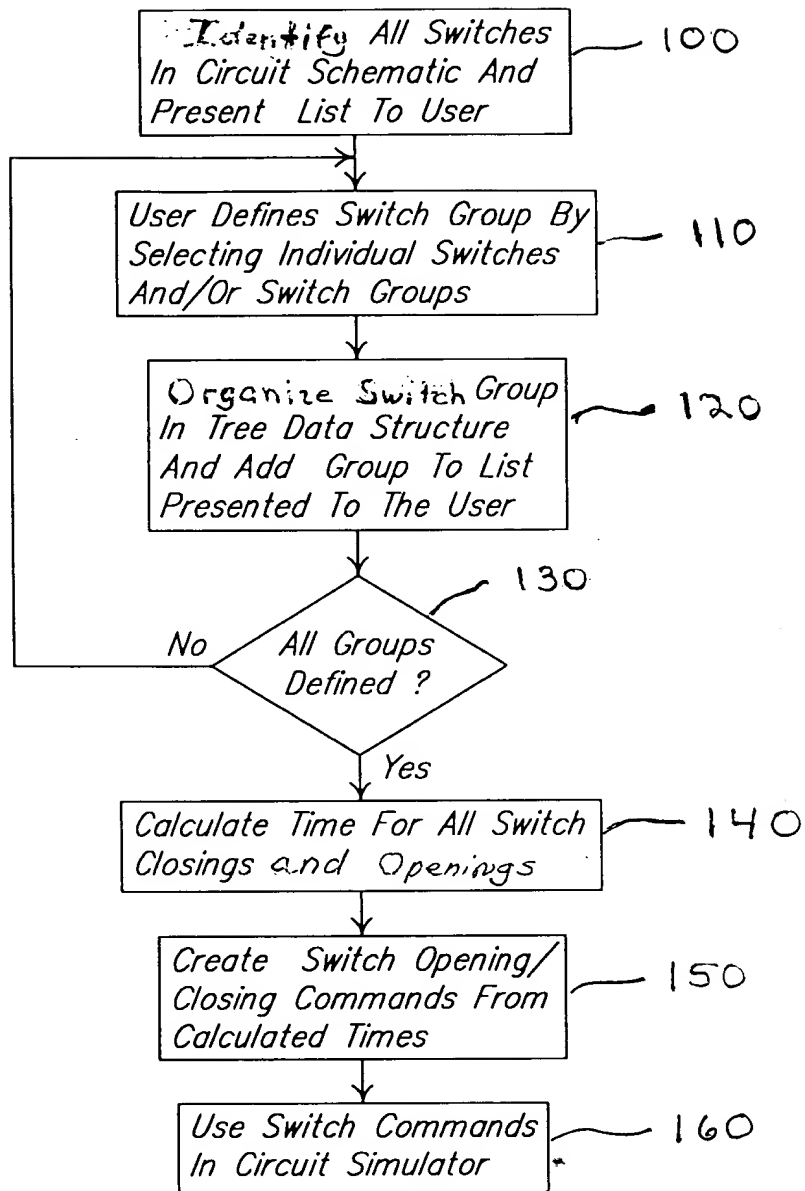 Identify All Switches
In Circuit Schematic And
Present List To User
100
User Defines Switch Group By
Selecting Individual Switches
And/Or Switch Groups
110
Organize Switch Group
In Tree Data Structure
And Add Group To List
Presented To The User
120
130
No
All Groups
Defined ?
Yes
Calculate Time For All Switch
Closings and Openings
140
Create Switch Opening/
Closing Commands From
Calculated Times
150
Use Switch Commands
In Circuit Simulator
160